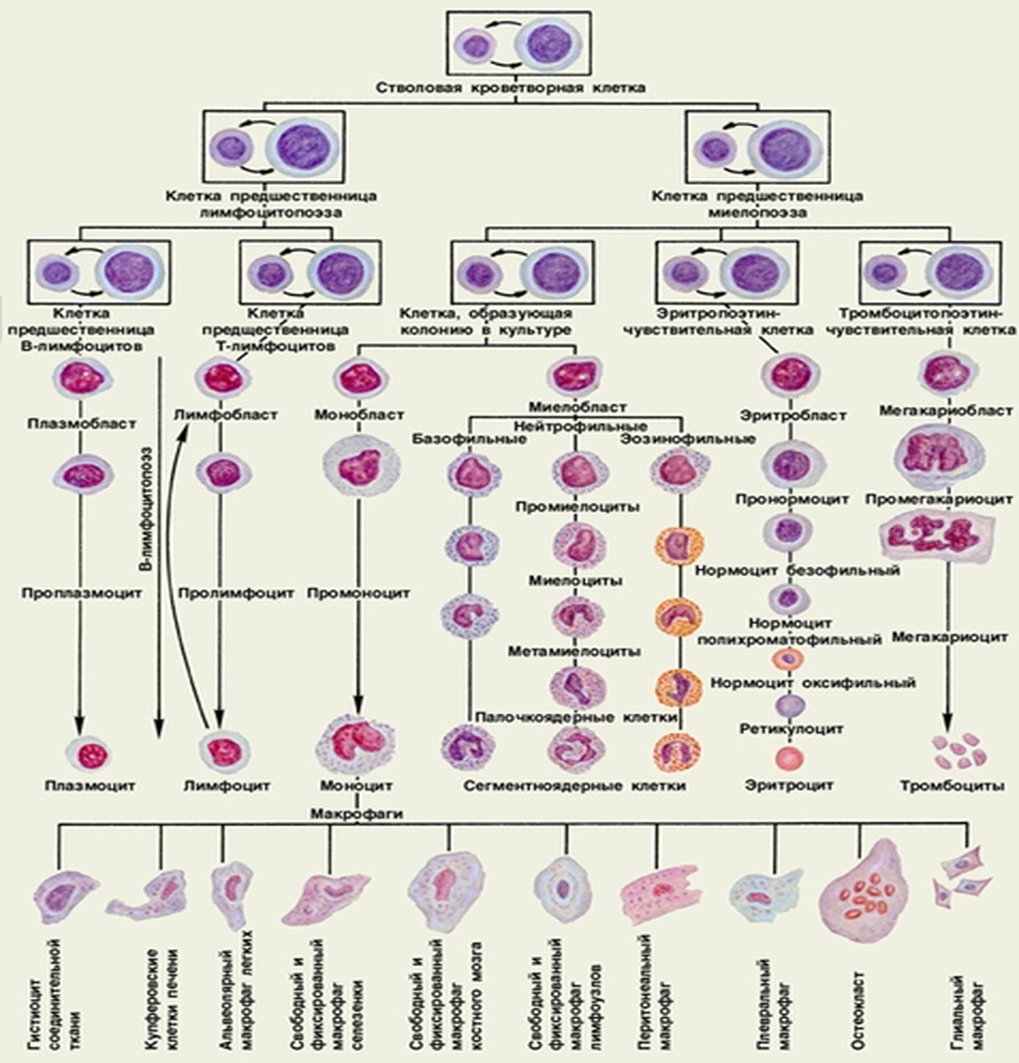 Стволовая кроветворная клетка
Клетка предшественница
лимфоцитопоэза
Клетка предшественница
миелопоэза
Клетка
предшественница
В-лимфоцитов
Клетка
предщественница
Т-лимфоцитов
Клетка, образующая
колонию в культуре
Эритропоэтин-
чувствительная клетка
Тромбоцитопоэтин-
чувствительная клетка
Плазмобласт
Лимфобласт
Монобласт
Миелобласт
Эритробласт
Мегакариобласт
Базофильные
Нейтрофильные
Эозинофильные
В-лимфоцитопоэз
Промиелоциты
Пронормоцит
Промегакариоцит
Миелоциты
Нормоцит безофильный
Проплазмоцит
Пролимфоцит
Промоноцит
Нормоцит
полихроматофильный
Мегакариоцит
Метамиелоциты
Нормоцит оксифильный
Палочкоядерные клетки
Ретикулоцит
Плазмоцит
Лимфоцит
Моноцит
Сегментноядерные клетки
Эритроцит
Тромбоциты
Макрофаги
Гистиоцит
соединительной
ткани
Купферовские
клетки печени
Альвеолярный
макрофаг легких
Свободный и
фиксированный
макрофаг
селезенки
Свободный и
фиксированный
макрофаг
костного мозга
Свободный и
фиксированный
макрофаг
лимфоузлов
Перитонеальный
макрофаг
Плевральный
макрофаг
Остеокласт
Глиальный
макрофаг